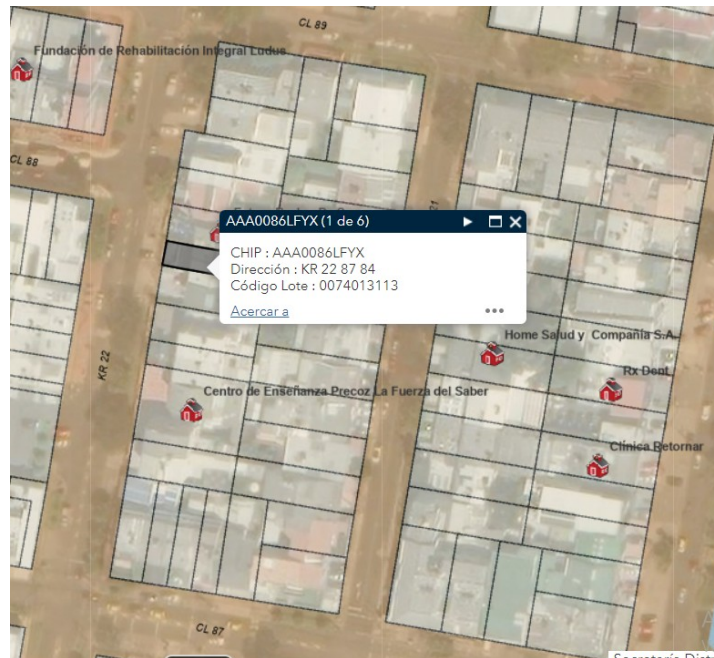 CL 89
Fundación de Rehabilitación Integral Ludus
CL 88
AAA0086LFYX (1 de 6)
CHIP : AAA0086LFYX
Dirección : KR 22 87 84
Código Lote : 0074013113
Acercar a
Home Salud y Compañia S.A.
KR 22
Rx Dent
Centro de Enseñanza Precoz La Fuerza del Saber
Clinica Retornar
CL 87